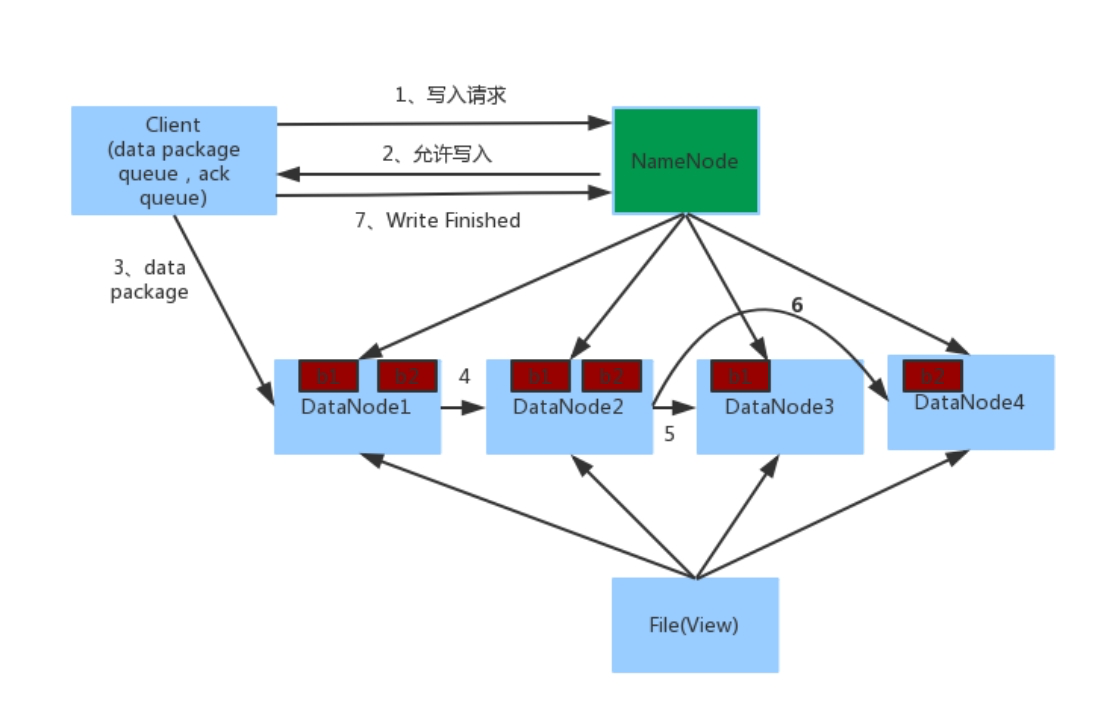 1、写入请求
Client
(data package
queue，ack
queue)
2、允许写入
NameNode
7、Write Finished
3、data
package
6
b1
b2
4
b1
b2
b1
b2
DataNode1
DataNode2
DataNode3
DataNode4
5
File(View)